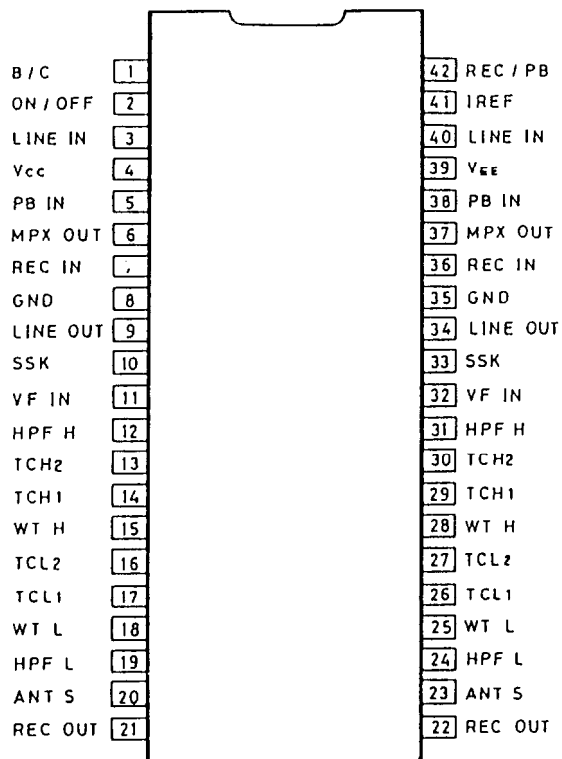 B/C 1 42 REC/PB
ON/OFF 2 41 IREF
LINE IN 3 40 LINE IN
Vcc 4 39 VEE
PB IN 5 38 PB IN
MPX OUT 6 37 MPX OUT
REC IN 36 REC IN
GND 8 35 GND
LINE OUT 9 34 LINE OUT
SSK 10 33 SSK
VF IN 11 32 VF IN
HPF H 12 31 HPF H
TCH2 13 30 TCH2
TCH1 14 29 TCH1
WT H 15 28 WT H
TCL2 16 27 TCL2
TCL1 17 26 TCL1
WT L 18 25 WT L
HPF L 19 24 HPF L
ANT S 20 23 ANT S
REC OUT 21 22 REC OUT